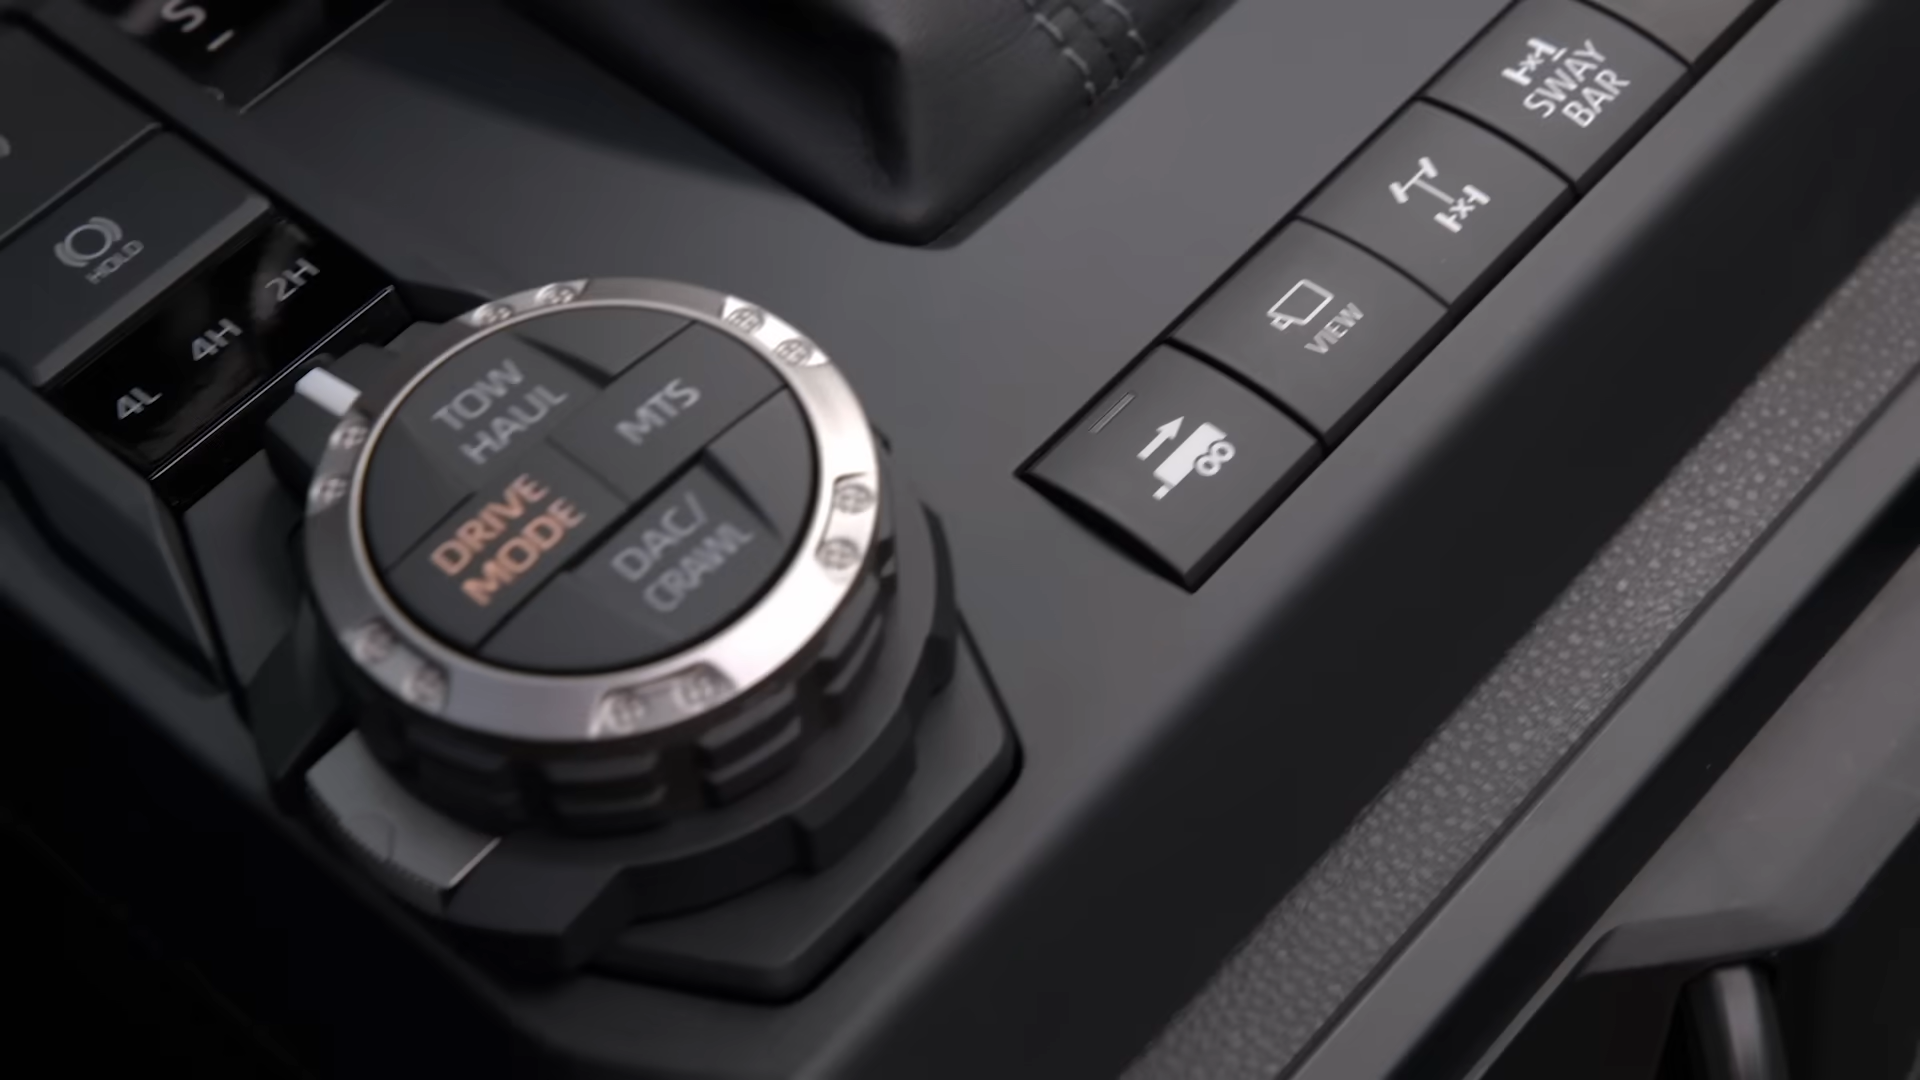 S
HOLD
2H
4H
4L
TOW
HAUL
MTS
DRIVE
MODE
DAC/
CRAWL
SWAY
BAR
VIEW